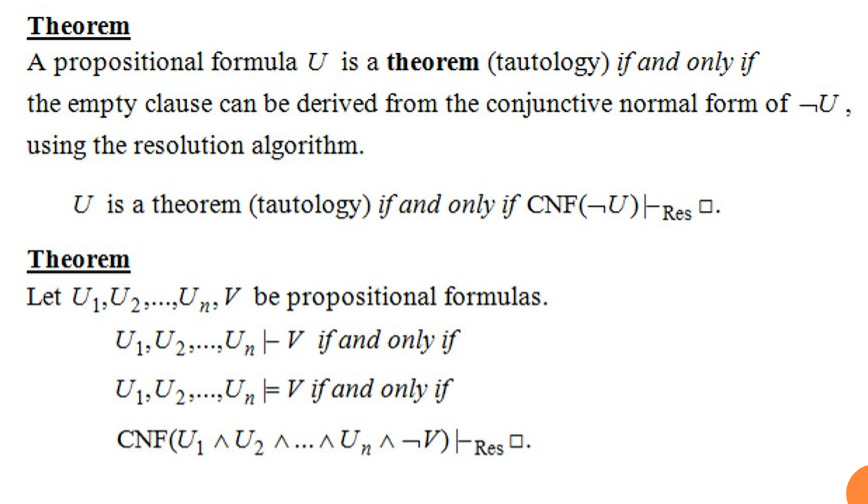 Theorem
A propositional formula U is a theorem (tautology) if and only if
the empty clause can be derived from the conjunctive normal form of ¬U ,
using the resolution algorithm.
U is a theorem (tautology) if and only if CNF(¬U)├Res □.
Theorem
Let U₁,U₂,...,Uₙ,V be propositional formulas.
U₁,U₂,...,Uₙ ├ V if and only if
U₁,U₂,...,Uₙ ⊨ V if and only if
CNF(U₁ ∧ U₂ ∧ ... ∧ Uₙ ∧ ¬V)├Res □.